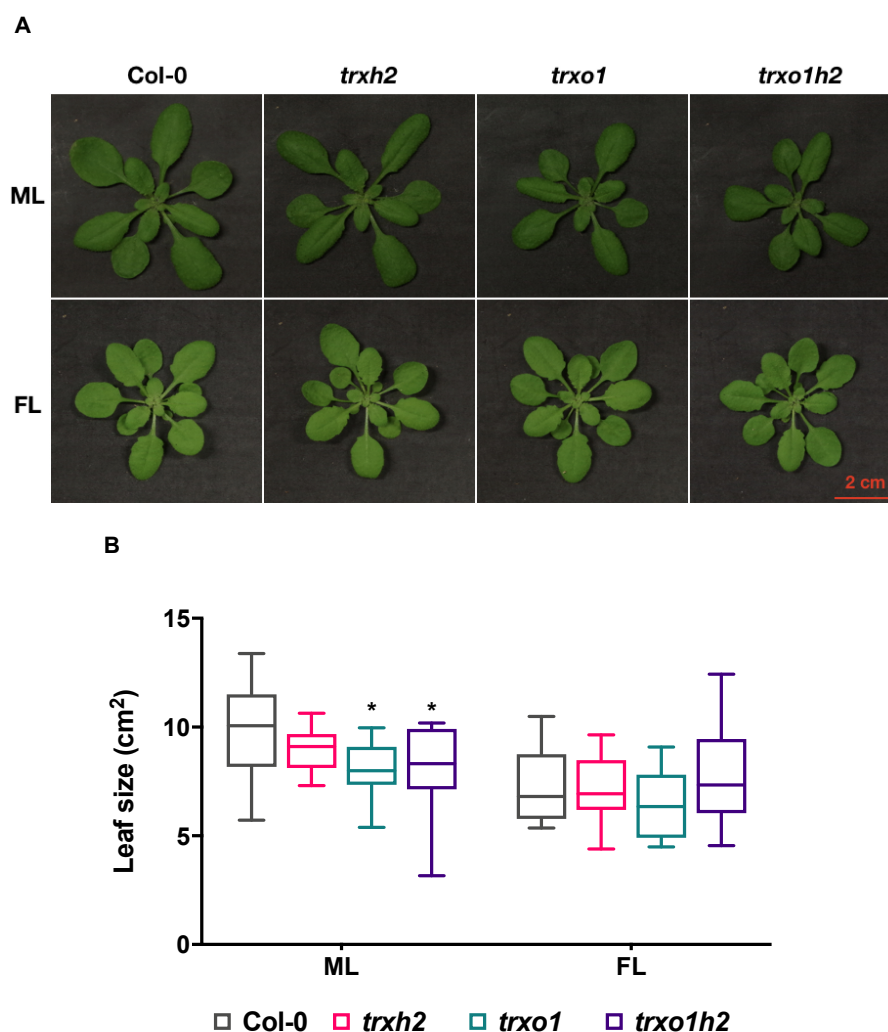 A
Col-0 trxh2 trxo1 trxo1h2
ML
FL
2 cm
B
15
10
5
0
Leaf size (cm²)
* *
ML FL
Col-0 trxh2 trxo1 trxo1h2